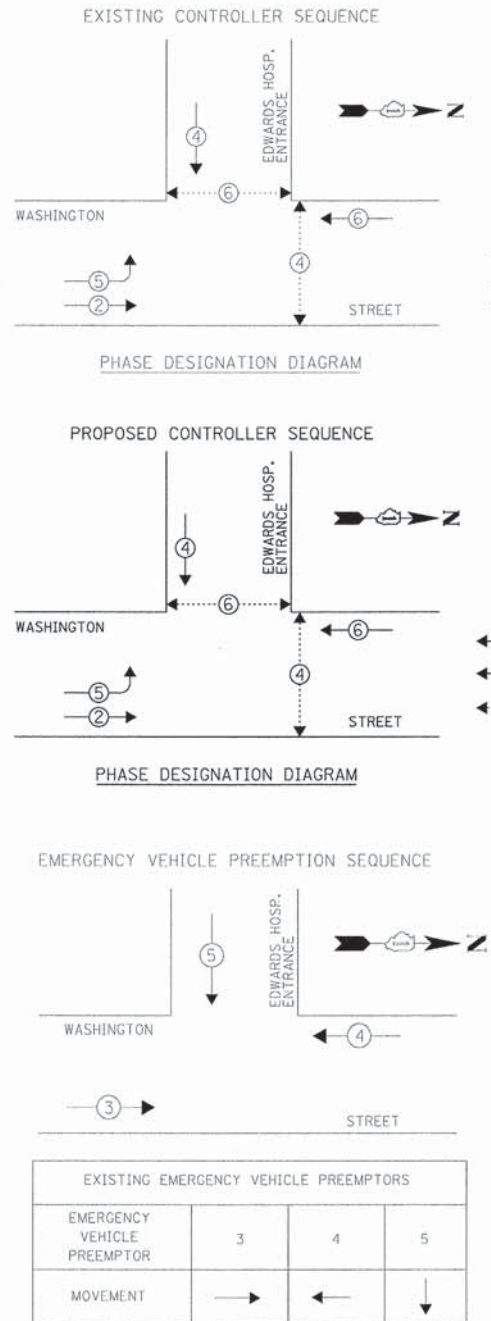 EXISTING CONTROLLER SEQUENCE
EDWARDS HOSP.
ENTRANCE
4
N
6
WASHINGTON
6
5
4
2
STREET
PHASE DESIGNATION DIAGRAM
PROPOSED CONTROLLER SEQUENCE
EDWARDS HOSP.
ENTRANCE
4
N
6
WASHINGTON
6
5
4
2
STREET
PHASE DESIGNATION DIAGRAM
EMERGENCY VEHICLE PREEMPTION SEQUENCE
EDWARDS HOSP.
ENTRANCE
5
N
WASHINGTON
4
3
STREET
EXISTING EMERGENCY VEHICLE PREEMPTORS
EMERGENCY
VEHICLE
PREEMPTOR
3
4
5
MOVEMENT